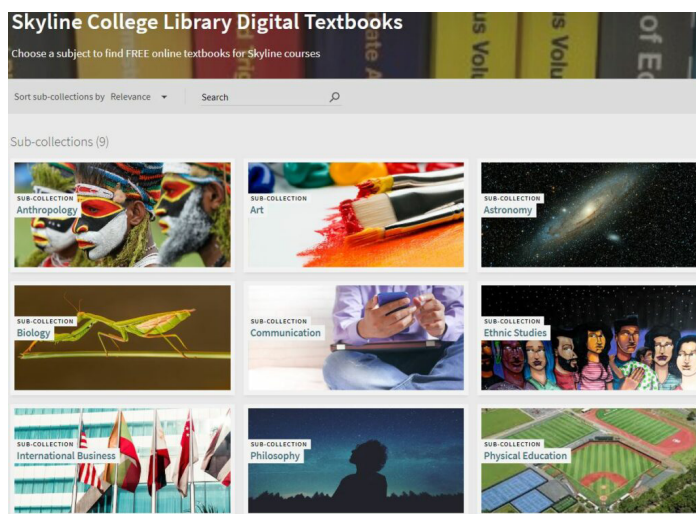 Skyline College Library Digital Textbooks
Choose a subject to find FREE online textbooks for Skyline courses
Sort sub-collections by Relevance
Search
Sub-collections (9)
SUB-COLLECTION
Anthropology
SUB-COLLECTION
Art
SUB-COLLECTION
Astronomy
SUB-COLLECTION
Biology
SUB-COLLECTION
Communication
SUB-COLLECTION
Ethnic Studies
SUB-COLLECTION
International Business
SUB-COLLECTION
Philosophy
SUB-COLLECTION
Physical Education